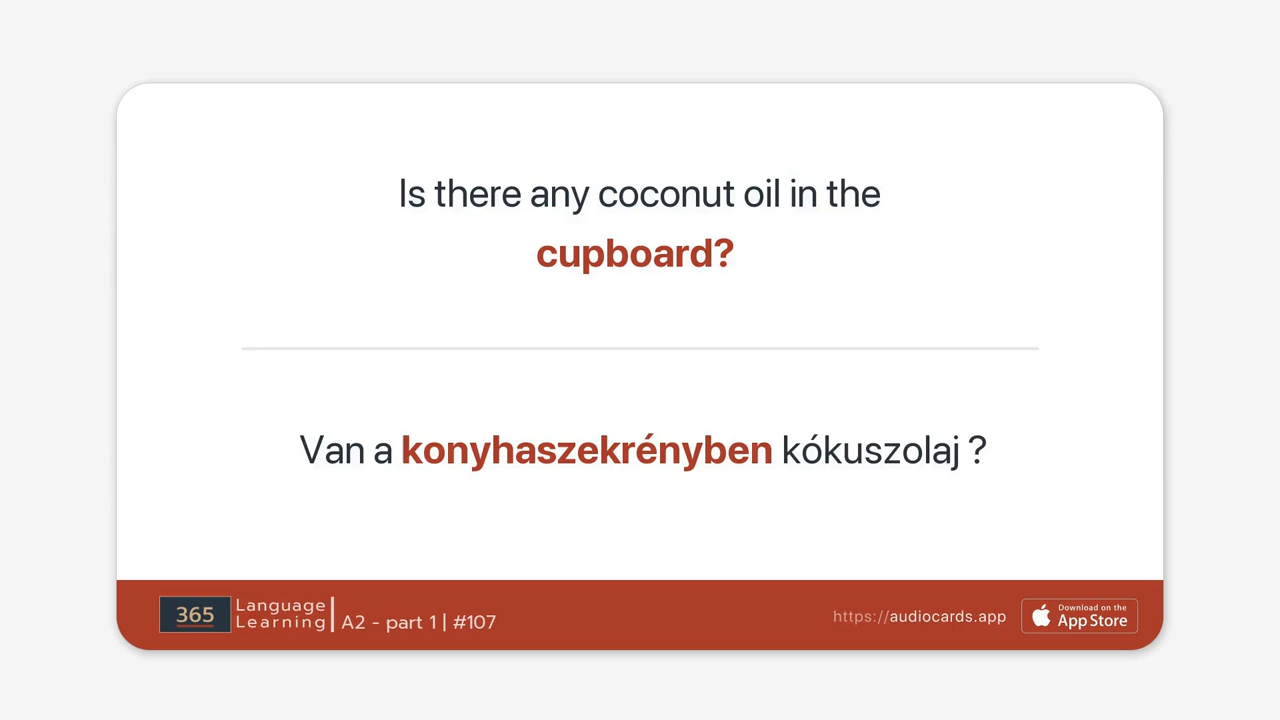 Is there any coconut oil in the
cupboard?
Van a konyhaszekrényben kókuszolaj ?
365
Language
Learning
A2 - part 1 | #107
https://audiocards.app
Download on the
App Store